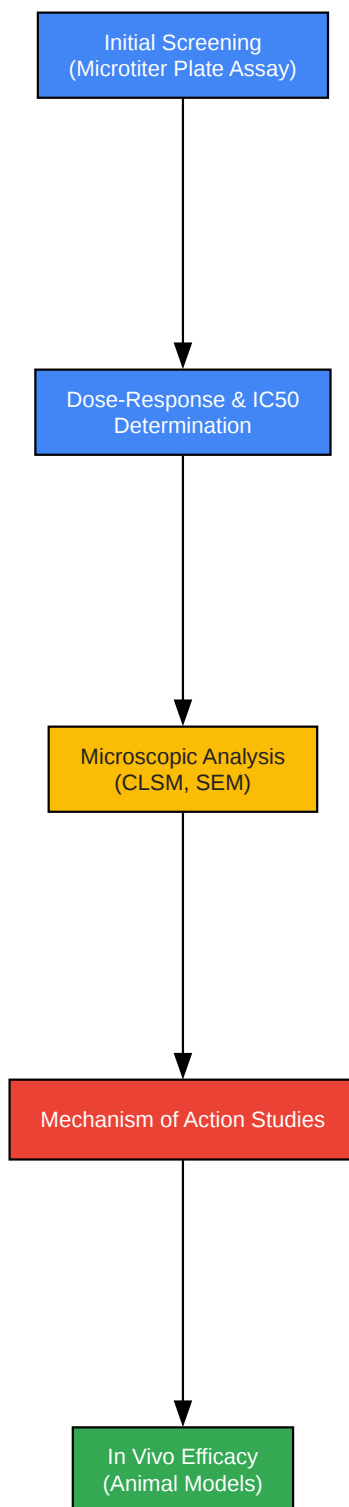 Initial Screening
(Microtiter Plate Assay)
Dose-Response & IC50
Determination
Microscopic Analysis
(CLSM, SEM)
Mechanism of Action Studies
In Vivo Efficacy
(Animal Models)